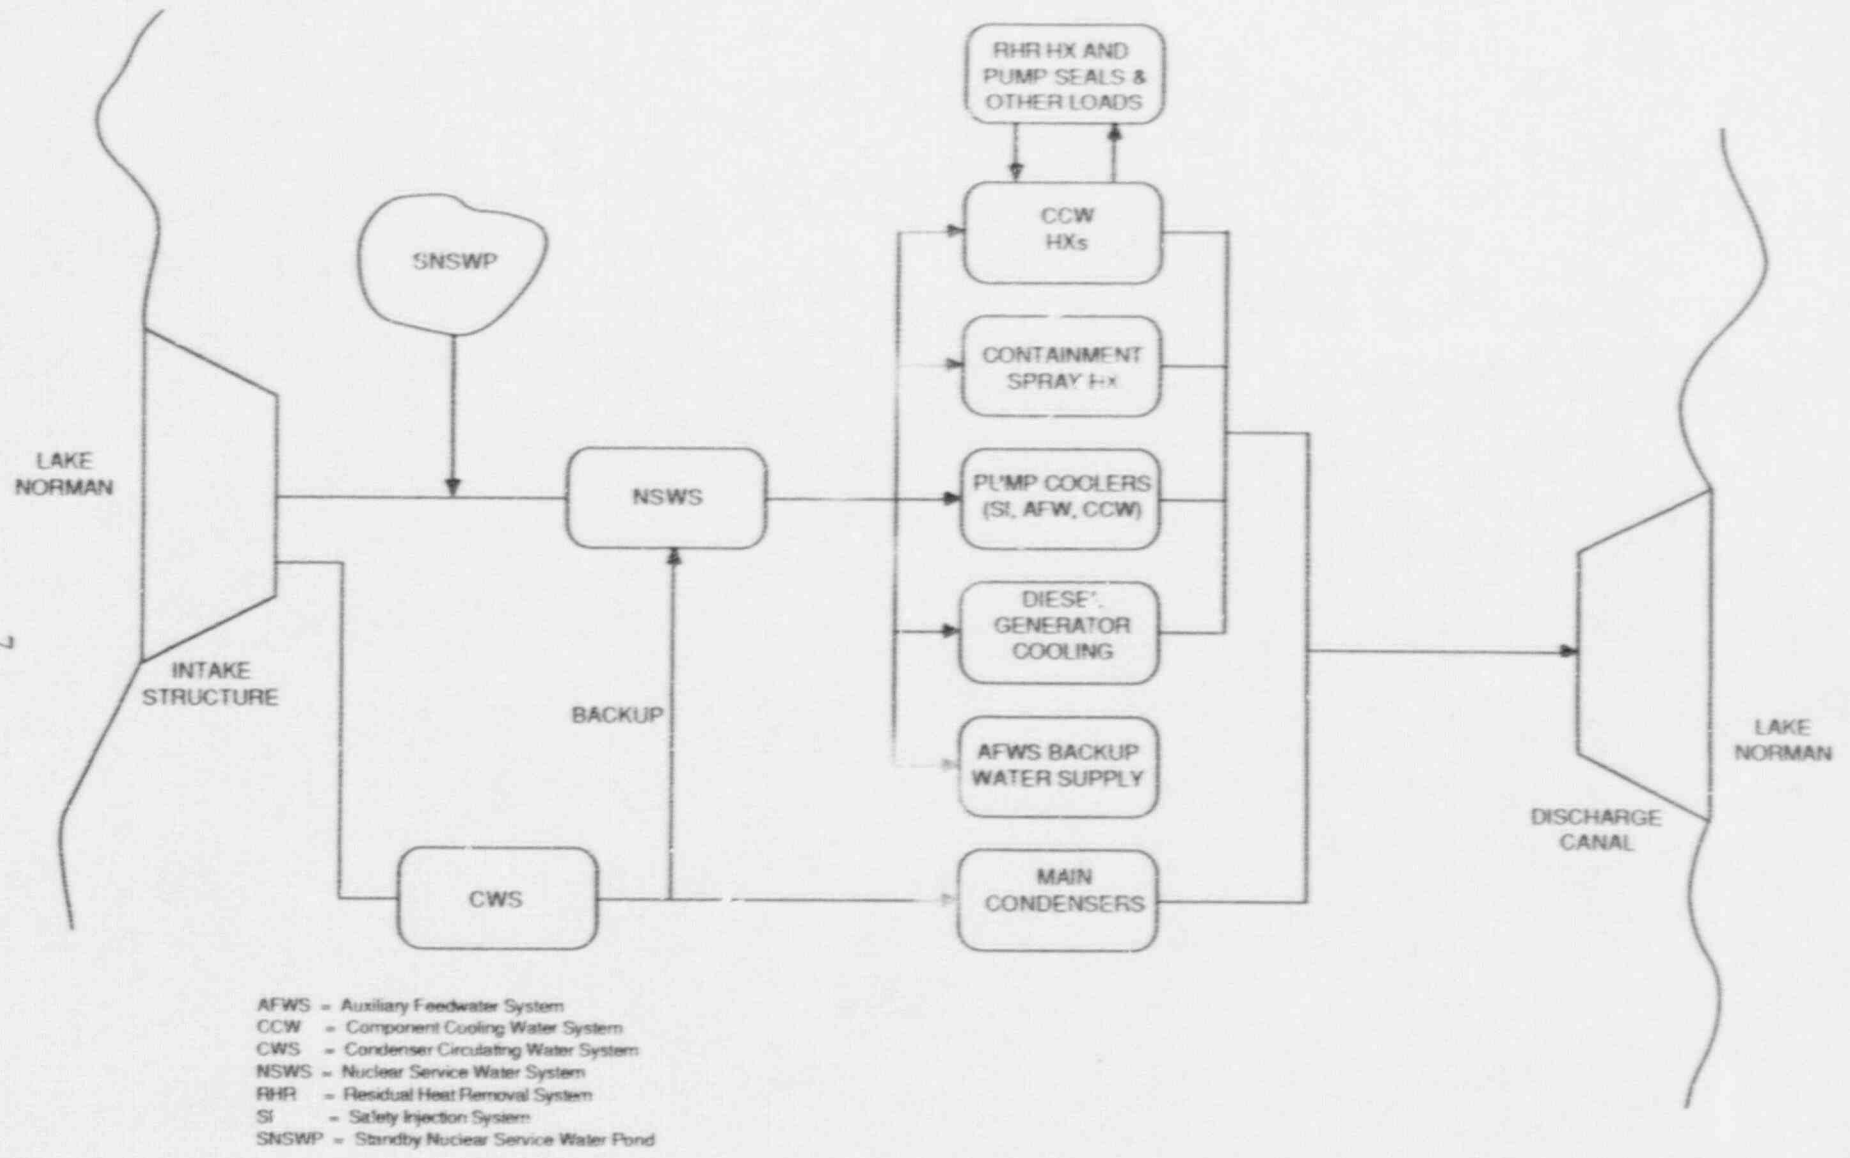 RHR HX AND
PUMP SEALS &
OTHER LOADS
CCW
HXs
SNSWP
CONTAINMENT
SPRAY HX
LAKE
NORMAN
NSWS
PUMP COOLERS
(SI, AFW, CCW)
DIESEL
GENERATOR
COOLING
INTAKE
STRUCTURE
BACKUP
AFWS BACKUP
WATER SUPPLY
LAKE
NORMAN
DISCHARGE
CANAL
CWS
MAIN
CONDENSERS
7
AFWS = Auxiliary Feedwater System
CCW = Component Cooling Water System
CWS = Condenser Circulating Water System
NSWS = Nuclear Service Water System
RHR = Residual Heat Removal System
SI = Safety Injection System
SNSWP = Standby Nuclear Service Water Pond